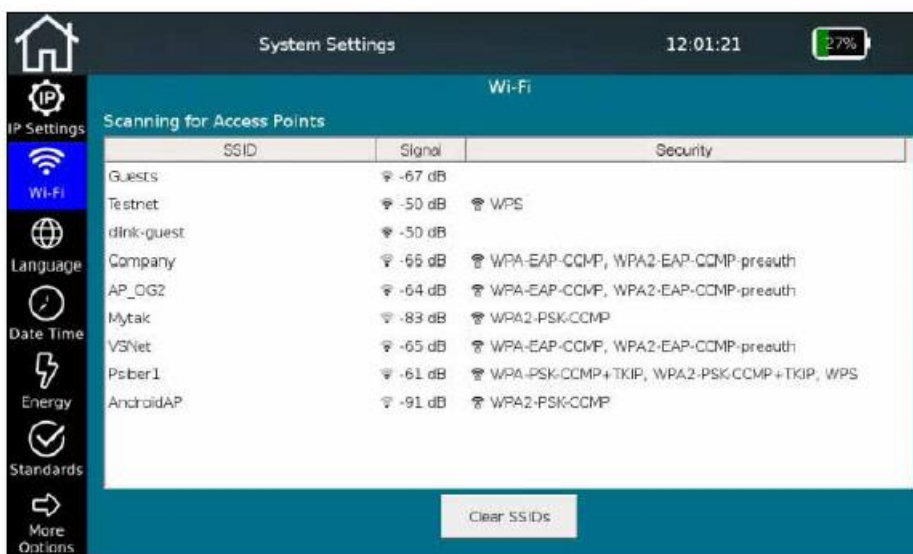 System Settings 12:01:21 27%
IP
IP Settings
Wi-Fi
Language
Date Time
Energy
Standards
More
Options
Wi-Fi
Scanning for Access Points
SSID Signal Security
Guests -67 dB
Testnet -50 dB WPS
dlink-guest -50 dB
Company -66 dB WPA-EAP-CCMP, WPA2-EAP-CCMP-preauth
AP_OG2 -64 dB WPA-EAP-CCMP, WPA2-EAP-CCMP-preauth
Mytak -83 dB WPA2-PSK-CCMP
VSNet -65 dB WPA-EAP-CCMP, WPA2-EAP-CCMP-preauth
Psiber1 -61 dB WPA-PSK-CCMP+TKIP, WPA2-PSK-CCMP+TKIP, WPS
AndroidAP -91 dB WPA2-PSK-CCMP
Clear SSIDs